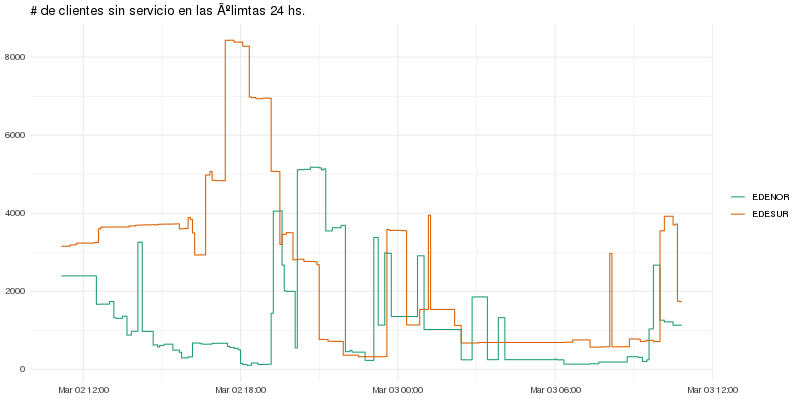 # de clientes sin servicio en las Ãºlimtas 24 hs.
8000
6000
4000
2000
0
Mar 02 12:00
Mar 02 18:00
Mar 03 00:00
Mar 03 06:00
Mar 03 12:00
EDENOR
EDESUR